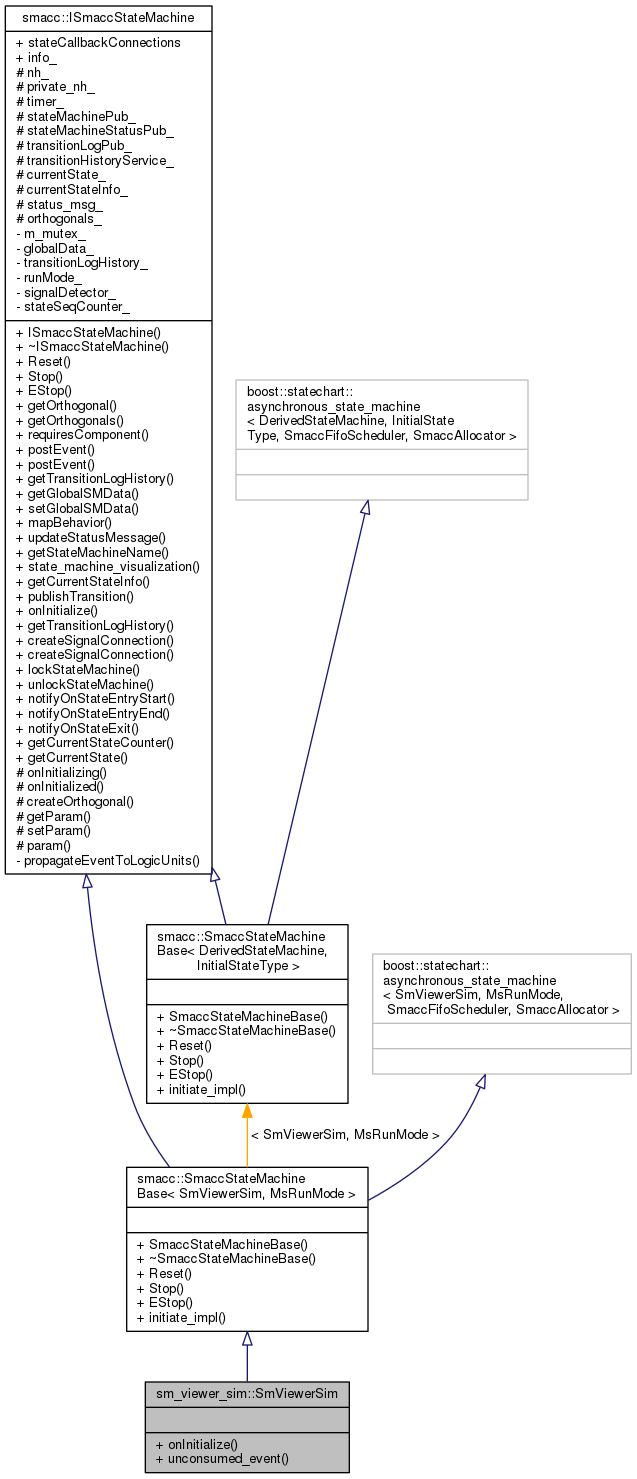 smacc::ISmaccStateMachine
+ stateCallbackConnections
+ info_
# nh_
# private_nh_
# timer_
# stateMachinePub_
# stateMachineStatusPub_
# transitionLogPub_
# transitionHistoryService_
# currentState_
# currentStateInfo_
# status_msg_
# orthogonals_
- m_mutex_
- globalData_
- transitionLogHistory_
- runMode_
- signalDetector_
- stateSeqCounter_
+ ISmaccStateMachine()
+ ~ISmaccStateMachine()
+ Reset()
+ Stop()
+ EStop()
+ getOrthogonal()
+ getOrthogonals()
+ requiresComponent()
+ postEvent()
+ postEvent()
+ getTransitionLogHistory()
+ getGlobalSMData()
+ setGlobalSMData()
+ mapBehavior()
+ updateStatusMessage()
+ getStateMachineName()
+ state_machine_visualization()
+ getCurrentStateInfo()
+ publishTransition()
+ onInitialize()
+ getTransitionLogHistory()
+ createSignalConnection()
+ createSignalConnection()
+ lockStateMachine()
+ unlockStateMachine()
+ notifyOnStateEntryStart()
+ notifyOnStateEntryEnd()
+ notifyOnStateExit()
+ getCurrentStateCounter()
+ getCurrentState()
# onInitializing()
# onInitialized()
# createOrthogonal()
# getParam()
# setParam()
# param()
- propagateEventToLogicUnits()
boost::statechart::
asynchronous_state_machine
< DerivedStateMachine, InitialState
Type, SmaccFifoScheduler, SmaccAllocator >
smacc::SmaccStateMachine
Base< DerivedStateMachine,
InitialStateType >
+ SmaccStateMachineBase()
+ ~SmaccStateMachineBase()
+ Reset()
+ Stop()
+ EStop()
+ initiate_impl()
boost::statechart::
asynchronous_state_machine
< SmViewerSim, MsRunMode,
SmaccFifoScheduler, SmaccAllocator >
< SmViewerSim, MsRunMode >
smacc::SmaccStateMachine
Base< SmViewerSim, MsRunMode >
+ SmaccStateMachineBase()
+ ~SmaccStateMachineBase()
+ Reset()
+ Stop()
+ EStop()
+ initiate_impl()
sm_viewer_sim::SmViewerSim
+ onInitialize()
+ unconsumed_event()